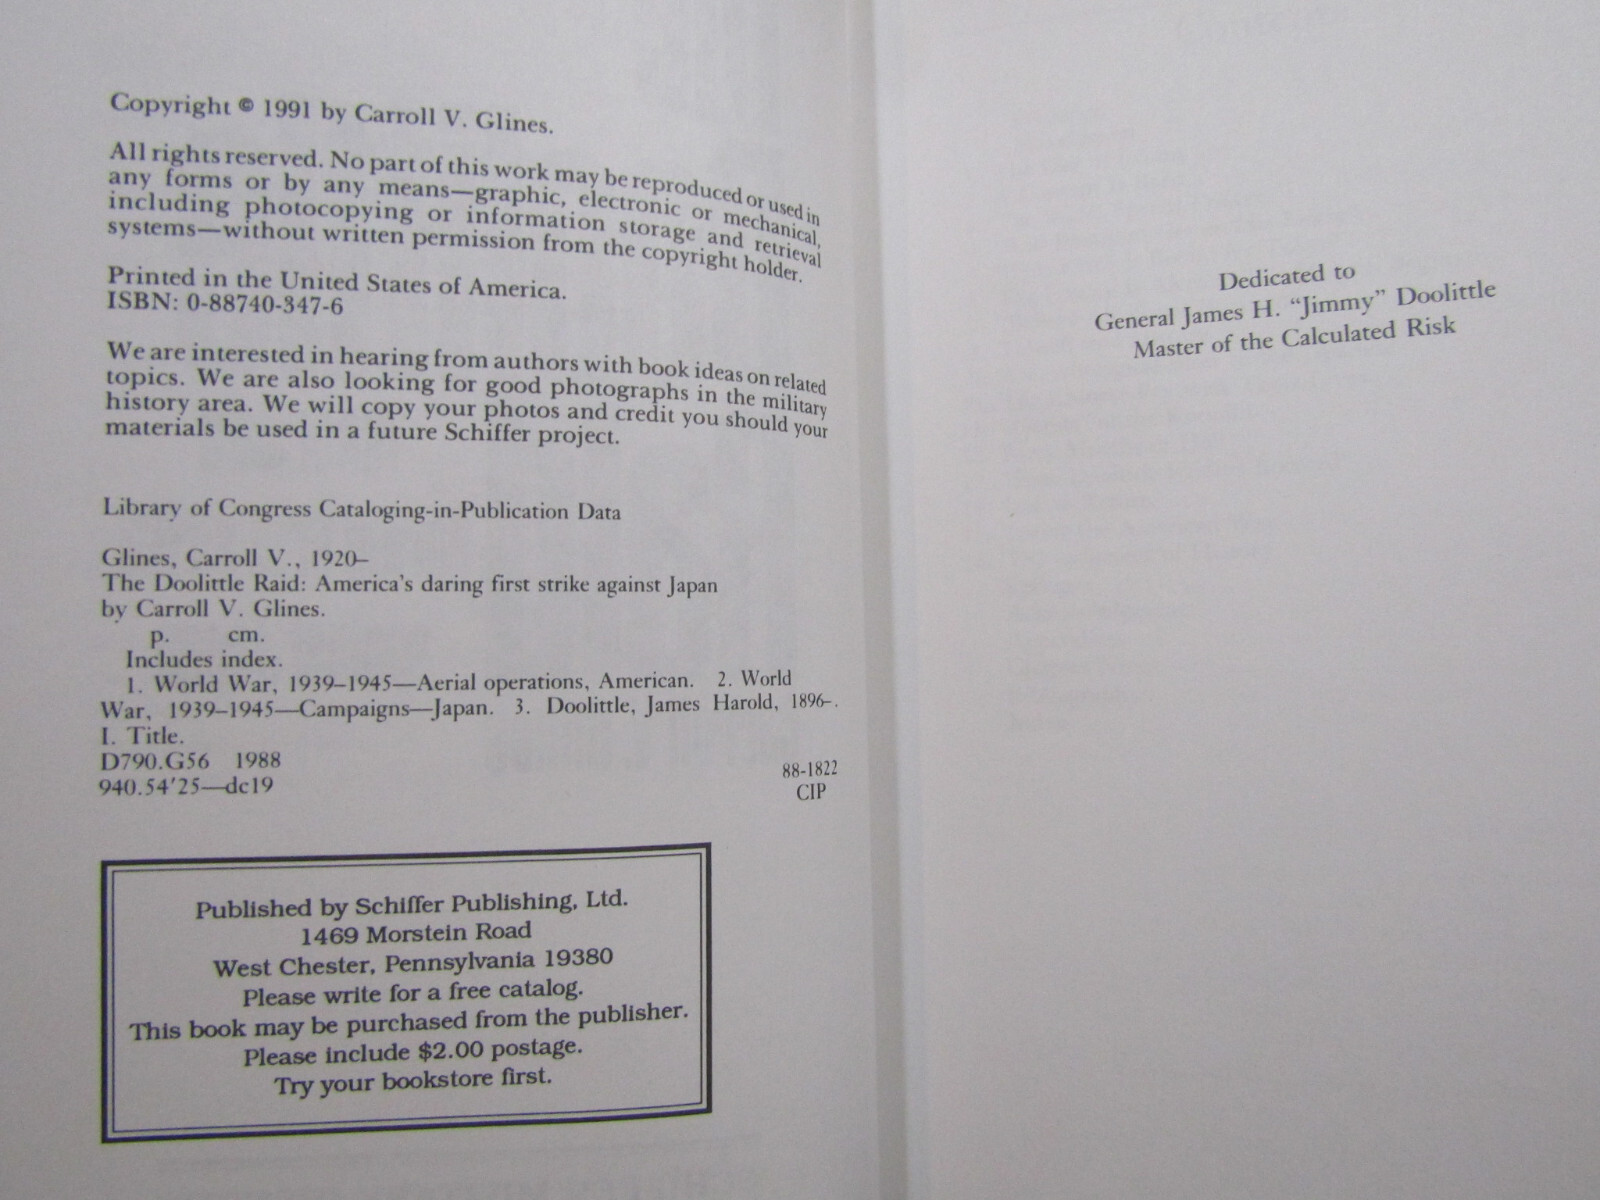 Copyright © 1991 by Carroll V. Glines.
All rights reserved. No part of this work may be reproduced or used in
any forms or by any means—graphic, electronic or mechanical,
including photocopying or information storage and retrieval
systems—without written permission from the copyright holder.
Printed in the United States of America.
ISBN: 0-88740-347-6
We are interested in hearing from authors with book ideas on related
topics. We are also looking for good photographs in the military
history area. We will copy your photos and credit you should your
materials be used in a future Schiffer project.
Library of Congress Cataloging-in-Publication Data
Glines, Carroll V., 1920–
The Doolittle Raid: America's daring first strike against Japan
by Carroll V. Glines.
p. cm.
Includes index.
1. World War, 1939–1945—Aerial operations, American. 2. World
War, 1939–1945—Campaigns—Japan. 3. Doolittle, James Harold, 1896–.
I. Title.
D790.G56 1988
940.54'25—dc19
88-1822
CIP
Published by Schiffer Publishing, Ltd.
1469 Morstein Road
West Chester, Pennsylvania 19380
Please write for a free catalog.
This book may be purchased from the publisher.
Please include $2.00 postage.
Try your bookstore first.
Dedicated to
General James H. "Jimmy" Doolittle
Master of the Calculated Risk